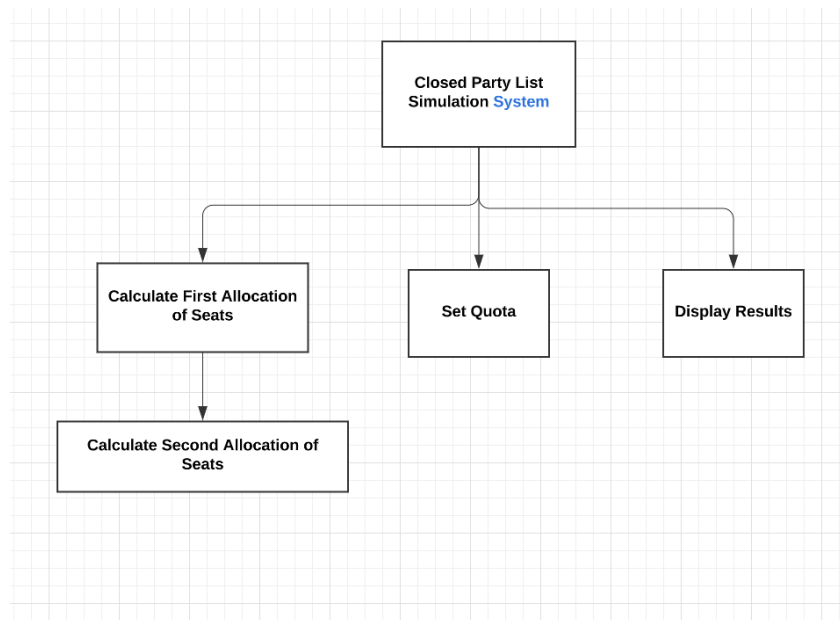 Closed Party List
Simulation System
Calculate First Allocation
of Seats
Set Quota
Display Results
Calculate Second Allocation of
Seats